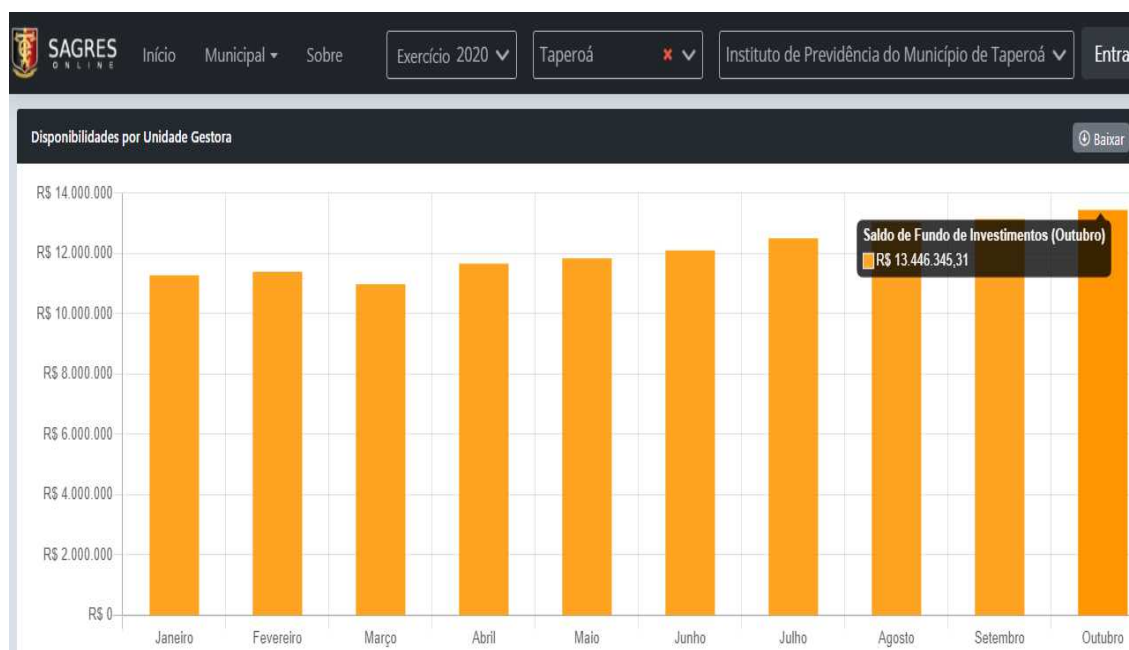 SAGRES
ONLINE
Início
Municipal
Sobre
Exercício 2020
Taperoá
Instituto de Previdência do Município de Taperoá
Entra
Disponibilidades por Unidade Gestora
Baixar
R$ 14.000.000
R$ 12.000.000
R$ 10.000.000
R$ 8.000.000
R$ 6.000.000
R$ 4.000.000
R$ 2.000.000
R$ 0
Saldo de Fundo de Investimentos (Outubro)
R$ 13.446.345,31
Janeiro
Fevereiro
Março
Abril
Maio
Junho
Julho
Agosto
Setembro
Outubro